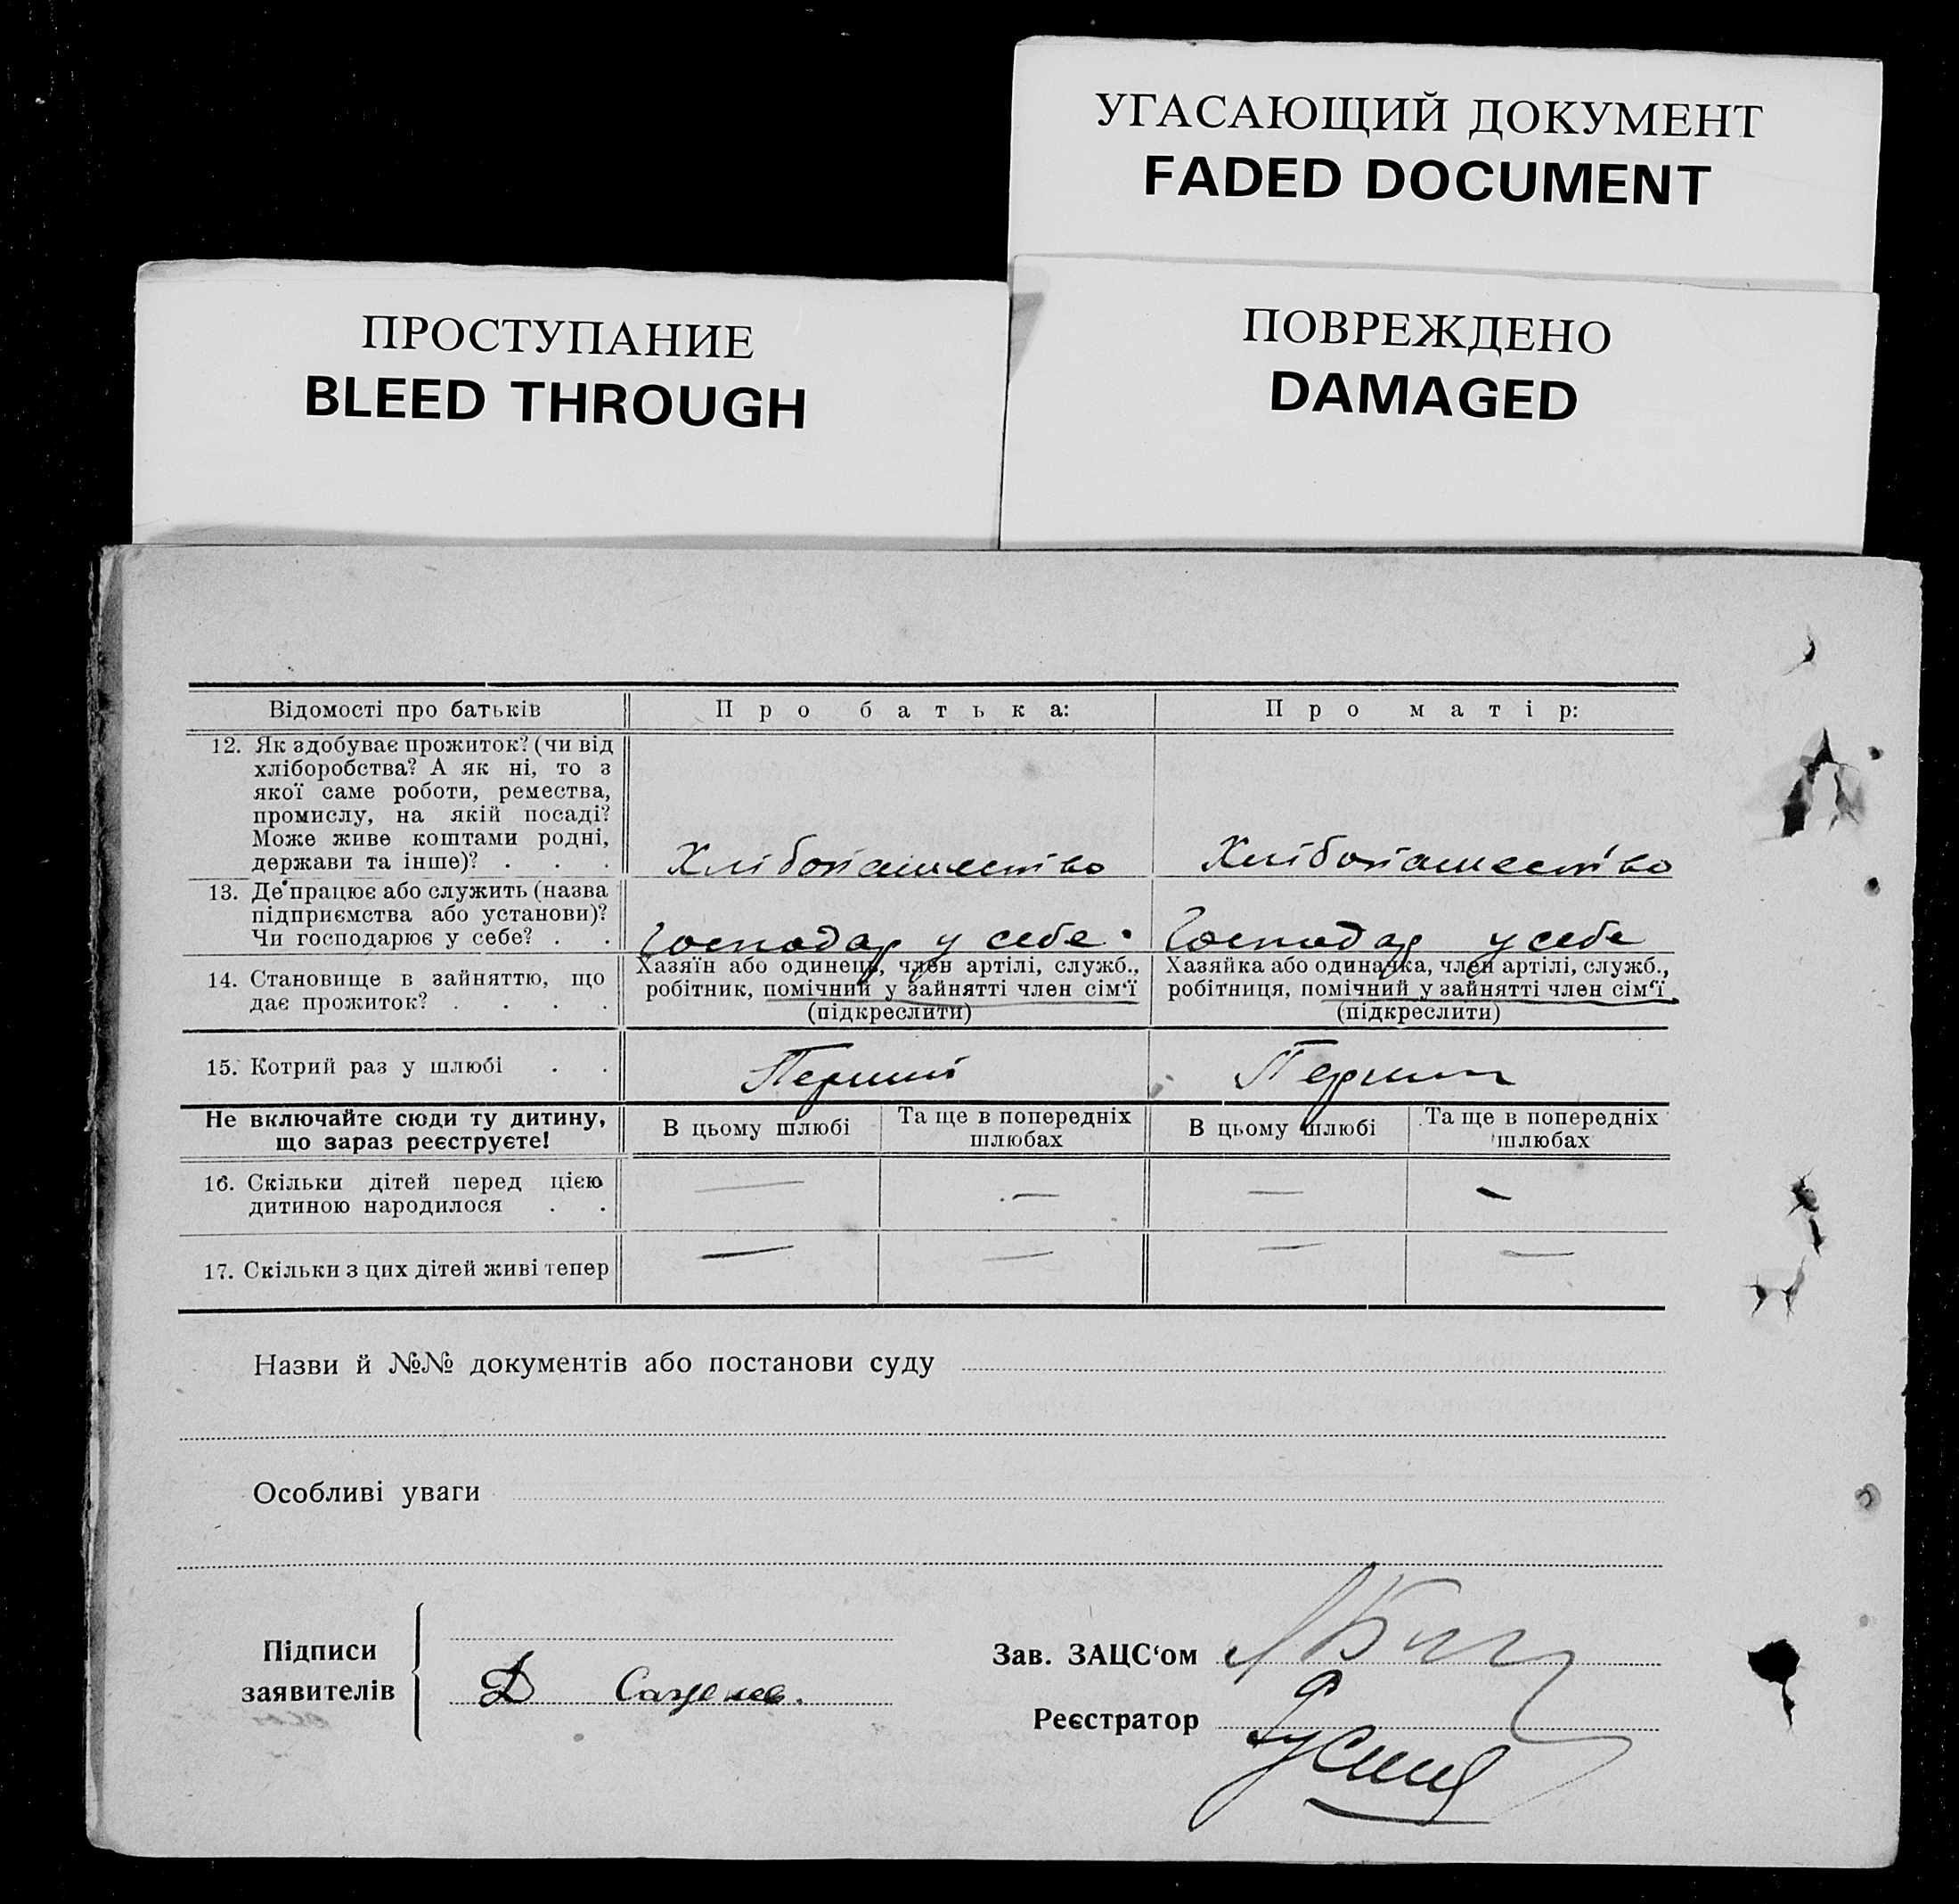 УГАСАЮЩИЙ ДОКУМЕНТ
FADED DOCUMENT
ПРОСТУПАНИЕ
BLEED THROUGH
ПОВРЕЖДЕНО
DAMAGED
Відомості про батьків
Про батька:
Про матір:
12. Як здобуває прожиток? (чи від
хліборобства? А як ні, то з
якої саме роботи, ремества,
промислу, на якій посаді?
Може живе коштами родні,
держави та інше)? . . .
Хлібопашество
Хлібопашество
13. Де працює або служить (назва
підприємства або установи)?
Чи господарює у себе? . .
Господар у себе.
Господар у себе
14. Становище в зайняттю, що
дає прожиток? . . . .
Хазяїн або одинець, член артілі, служб.,
робітник, помічний у зайнятті член сім'ї
(підкреслити)
Хазяйка або одиначка, член артілі, служб.,
робітниця, помічний у зайнятті член сім'ї
(підкреслити)
15. Котрий раз у шлюбі . .
Перший
Не включайте сюди ту дитину,
що зараз реєструєте!
В цьому шлюбі
Та ще в попередніх
шлюбах
В цьому шлюбі
Та ще в попередніх
шлюбах
16. Скільки дітей перед цією
дитиною народилося . .
— — — —
17. Скільки з цих дітей живі тепер
— — — —
Назви й №№ документів або постанови суду
Особливі уваги
Підписи
заявителів
Д
Зав. ЗАЦС'ом
Реєстратор